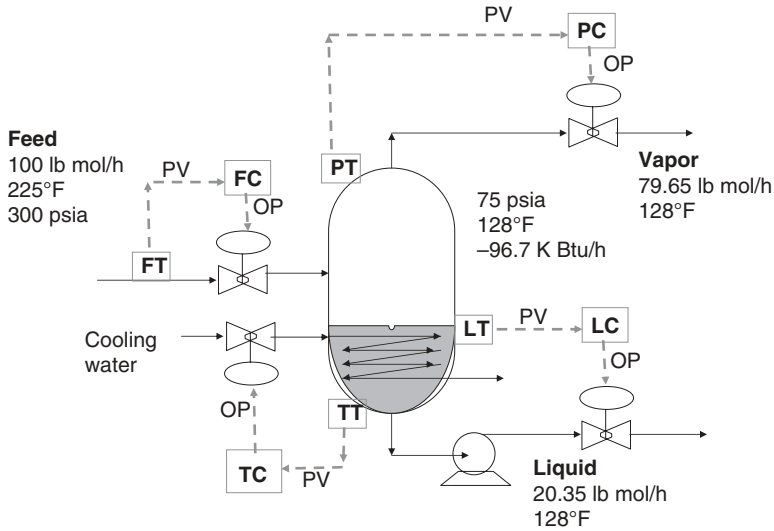 PV
PC
OP
Feed
100 lb mol/h
225°F
300 psia
PV
FC
OP
FT
PT
Vapor
79.65 lb mol/h
128°F
75 psia
128°F
–96.7 K Btu/h
Cooling
water
LT
PV
LC
OP
OP
TT
TC
PV
Liquid
20.35 lb mol/h
128°F